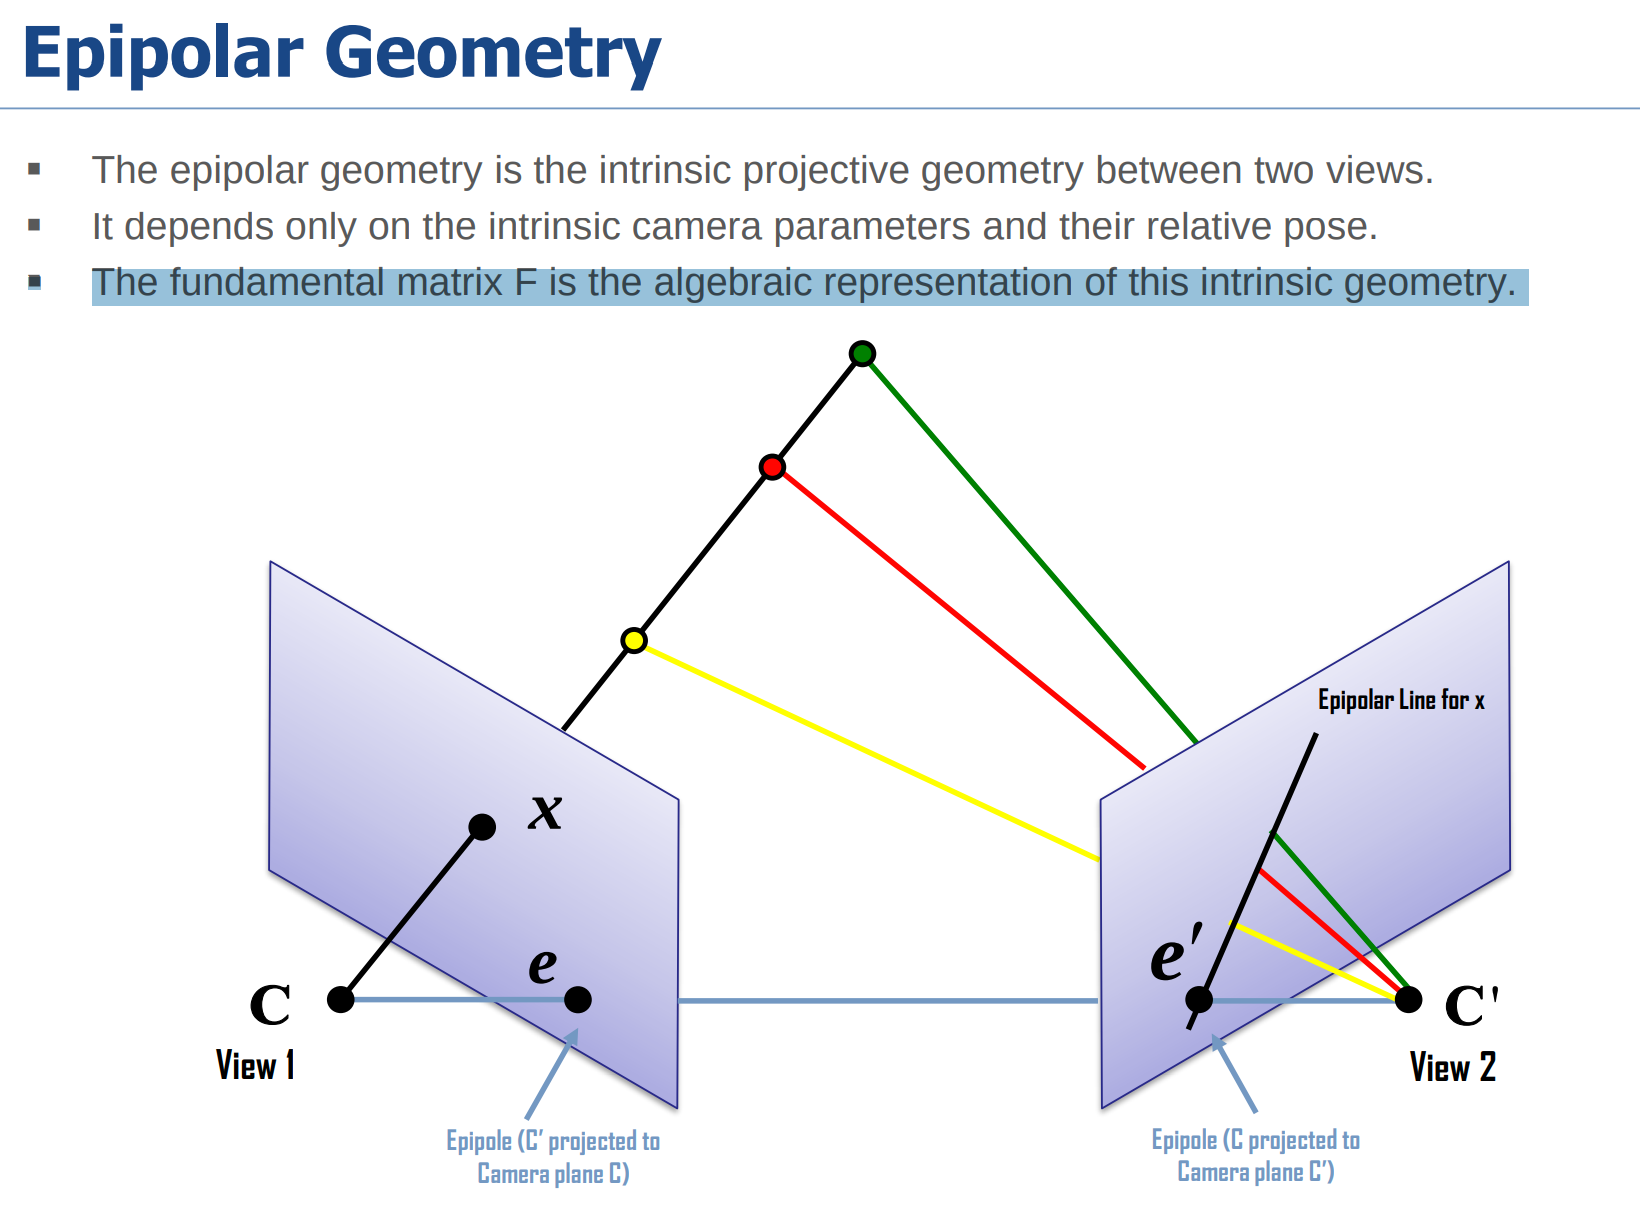 Epipolar Geometry
▪ The epipolar geometry is the intrinsic projective geometry between two views.
▪ It depends only on the intrinsic camera parameters and their relative pose.
▪ The fundamental matrix F is the algebraic representation of this intrinsic geometry.
Epipolar Line for x
x
e
e'
C
C'
View 1
View 2
Epipole (C' projected to
Camera plane C)
Epipole (C projected to
Camera plane C')